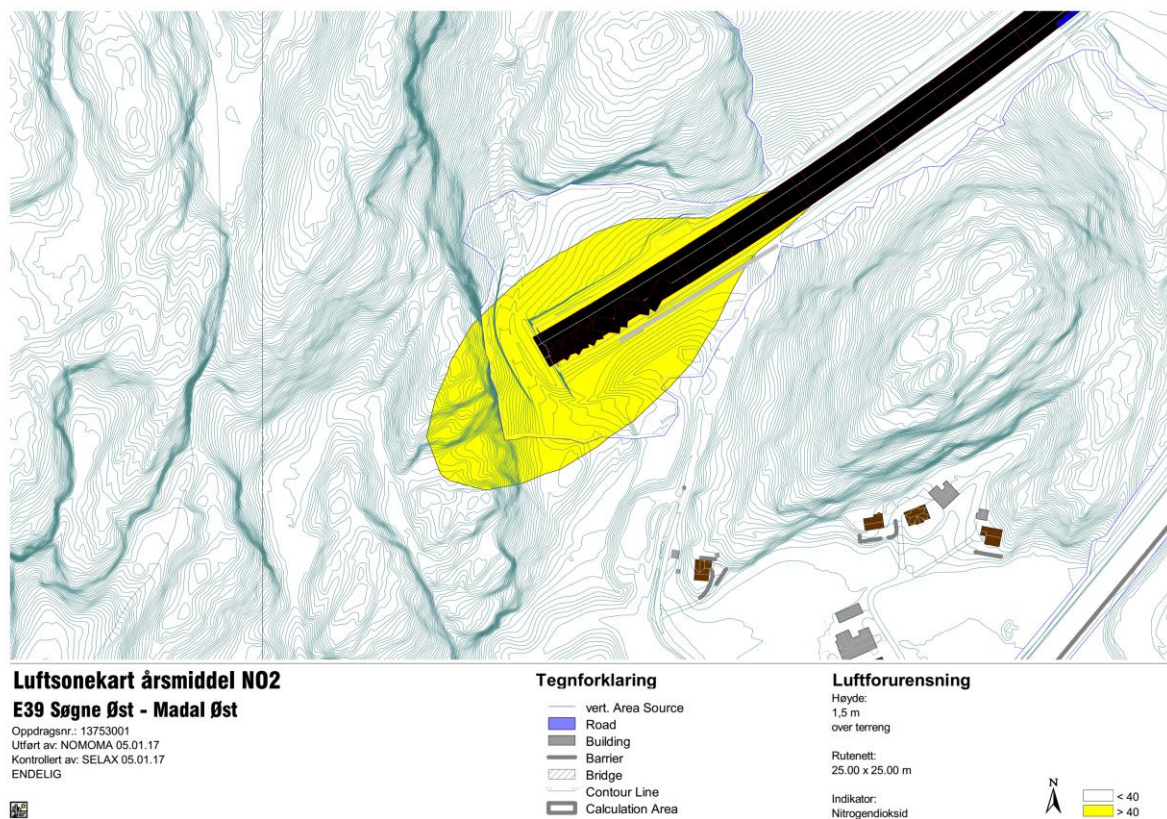 Luftsonekart årsmiddel NO2
E39 Søgne Øst - Madal Øst
Oppdragsnr.: 13753001
Utført av: NOMOMA 05.01.17
Kontrollert av: SELAX 05.01.17
ENDELIG
Tegnforklaring
vert. Area Source
Road
Building
Barrier
Bridge
Contour Line
Calculation Area
Luftforurensning
Høyde:
1,5 m
over terreng
Rutenett:
25.00 x 25.00 m
Indikator:
Nitrogendioksid
N
< 40
> 40